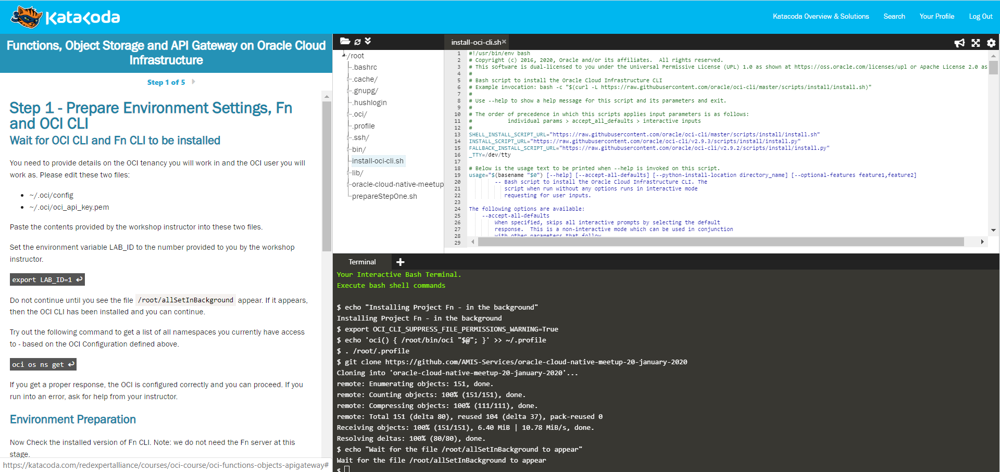 KataKoda
Katacoda Overview & Solutions
Search
Your Profile
Log Out
Functions, Object Storage and API Gateway on Oracle Cloud
Infrastructure
Step 1 of 5
Step 1 - Prepare Environment Settings, Fn
and OCI CLI
Wait for OCI CLI and Fn CLI to be installed
You need to provide details on the OCI tenancy you will work in and the OCI user you will
work as. Please edit these two files:
~/.oci/config
~/.oci/oci_api_key.pem
Paste the contents provided by the workshop instructor into these two files.
Set the environment variable LAB_ID to the number provided to you by the workshop
instructor.
export LAB_ID=1
Do not continue until you see the file /root/allSetInBackground appear. If it appears,
then the OCI CLI has been installed and you can continue.
Try out the following command to get a list of all namespaces you currently have access
to - based on the OCI Configuration defined above.
oci os ns get
If you get a proper response, the OCI is configured correctly and you can proceed. If you
run into an error, ask for help from your instructor.
Environment Preparation
Now Check the installed version of Fn CLI. Note: we do not need the Fn server at this
stage.
https://katacoda.com/redexpertalliance/courses/oci-course/oci-functions-objects-apigateway#
/root
.bashrc
.cache/
.gnupg/
.hushlogin
.oci/
.profile
.ssh/
bin/
install-oci-cli.sh
lib/
oracle-cloud-native-meetup
prepareStepOne.sh
install-oci-cli.sh×
1 #!/usr/bin/env bash
2 # Copyright (c) 2016, 2020, Oracle and/or its affiliates.  All rights reserved.
3 # This software is dual-licensed to you under the Universal Permissive License (UPL) 1.0 as shown at https://oss.oracle.com/licenses/upl or Apache License 2.0 as
4 #
5 # Bash script to install the Oracle Cloud Infrastructure CLI
6 # Example invocation: bash -c "$(curl -L https://raw.githubusercontent.com/oracle/oci-cli/master/scripts/install/install.sh)"
7 #
8 # Use --help to show a help message for this script and its parameters and exit.
9 #
10 # The order of precedence in which this scripts applies input parameters is as follows:
11 #           individual params > accept_all_defaults > interactive inputs
12 #
13 SHELL_INSTALL_SCRIPT_URL="https://raw.githubusercontent.com/oracle/oci-cli/master/scripts/install/install.sh"
14 INSTALL_SCRIPT_URL="https://raw.githubusercontent.com/oracle/oci-cli/v2.9.3/scripts/install/install.py"
15 FALLBACK_INSTALL_SCRIPT_URL="https://raw.githubusercontent.com/oracle/oci-cli/v2.9.2/scripts/install/install.py"
16 _TTY=/dev/tty
17
18 # Below is the usage text to be printed when --help is invoked on this script.
19 usage="$(basename "$0") [--help] [--accept-all-defaults] [--python-install-location directory_name] [--optional-features feature1,feature2]
20         -- Bash script to install the Oracle Cloud Infrastructure CLI. The
21            script when run without any options runs in interactive mode
22            requesting for user inputs.
23
24 The following options are available:
25     --accept-all-defaults
26         When specified, skips all interactive prompts by selecting the default
27         response.  This is a non-interactive mode which can be used in conjunction
28         with other parameters that follow.
29
Terminal
Your Interactive Bash Terminal.
Execute bash shell commands
$ echo "Installing Project Fn - in the background"
Installing Project Fn - in the background
$ export OCI_CLI_SUPPRESS_FILE_PERMISSIONS_WARNING=True
$ echo 'oci() { /root/bin/oci "$@"; }' >> ~/.profile
$ . /root/.profile
$ git clone https://github.com/AMIS-Services/oracle-cloud-native-meetup-20-january-2020
Cloning into 'oracle-cloud-native-meetup-20-january-2020'...
remote: Enumerating objects: 151, done.
remote: Counting objects: 100% (151/151), done.
remote: Compressing objects: 100% (111/111), done.
remote: Total 151 (delta 80), reused 104 (delta 37), pack-reused 0
Receiving objects: 100% (151/151), 6.40 MiB | 10.78 MiB/s, done.
Resolving deltas: 100% (80/80), done.
$ echo "Wait for the file /root/allSetInBackground to appear"
Wait for the file /root/allSetInBackground to appear
$